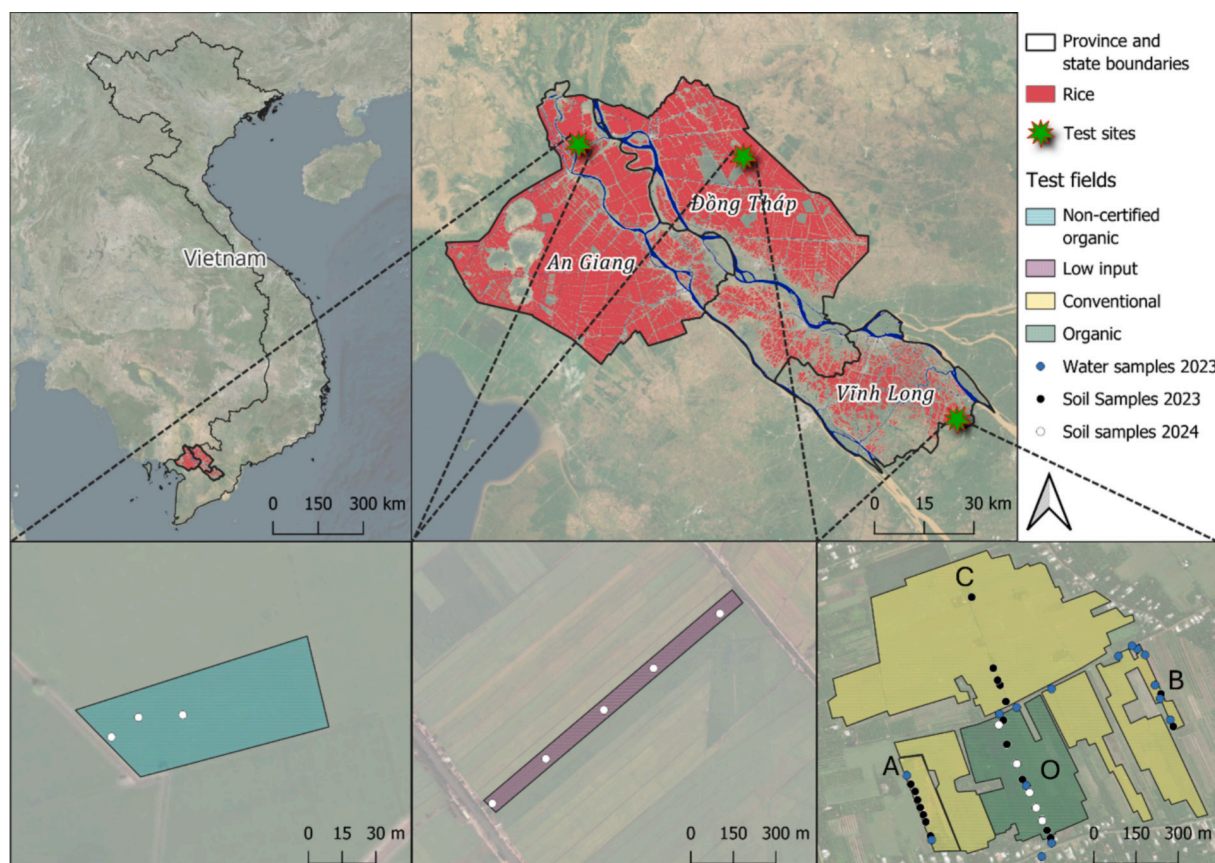 Vietnam
0 150 300 km
Đồng Tháp
An Giang
Vĩnh Long
0 15 30 km
Province and
state boundaries
Rice
Test sites
Test fields
Non-certified
organic
Low input
Conventional
Organic
Water samples 2023
Soil Samples 2023
Soil samples 2024
0 15 30 m
0 150 300 m
C
B
A
O
0 150 300 m